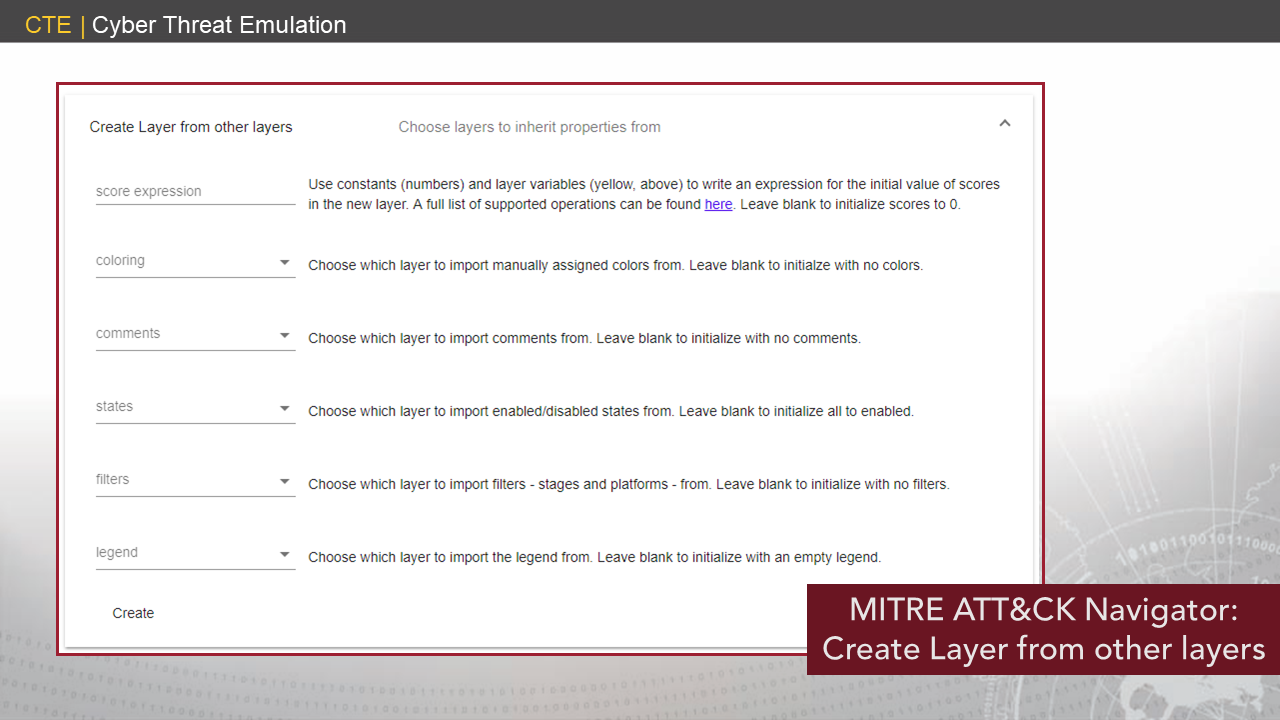 CTE | Cyber Threat Emulation
Create Layer from other layers
Choose layers to inherit properties from
score expression
Use constants (numbers) and layer variables (yellow, above) to write an expression for the initial value of scores
in the new layer. A full list of supported operations can be found here. Leave blank to initialize scores to 0.
coloring
Choose which layer to import manually assigned colors from. Leave blank to initialze with no colors.
comments
Choose which layer to import comments from. Leave blank to initialize with no comments.
states
Choose which layer to import enabled/disabled states from. Leave blank to initialize all to enabled.
filters
Choose which layer to import filters - stages and platforms - from. Leave blank to initialize with no filters.
legend
Choose which layer to import the legend from. Leave blank to initialize with an empty legend.
Create
MITRE ATT&CK Navigator:
Create Layer from other layers